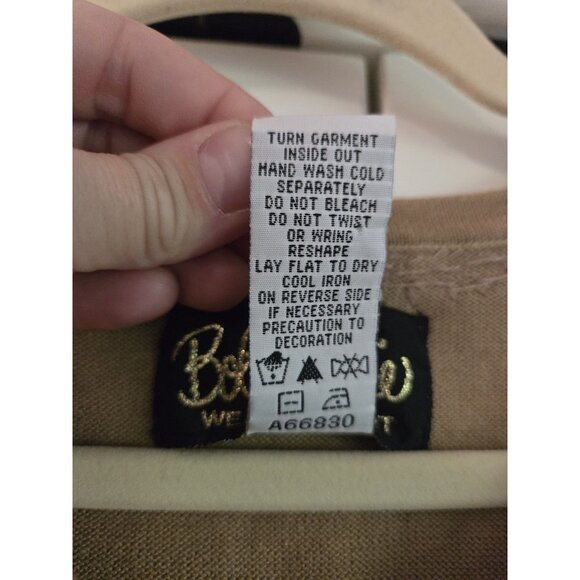 TURN GARMENT
INSIDE OUT
HAND WASH COLD
SEPARATELY
DO NOT BLEACH
DO NOT TWIST
OR WRING
RESHAPE
LAY FLAT TO DRY
COOL IRON
ON REVERSE SIDE
IF NECESSARY
PRECAUTION TO
DECORATION
A66830
WE